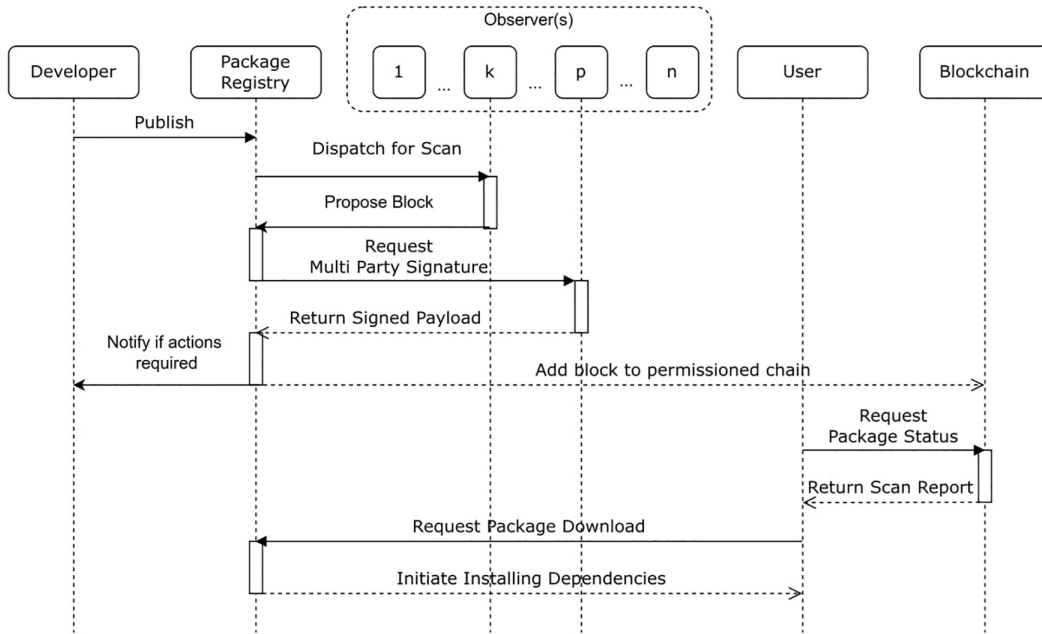 Observer(s)
Developer
Package
Registry
1
...
k
...
p
...
n
User
Blockchain
Publish
Dispatch for Scan
Propose Block
Request
Multi Party Signature
Return Signed Payload
Notify if actions
required
Add block to permissioned chain
Request
Package Status
Return Scan Report
Request Package Download
Initiate Installing Dependencies